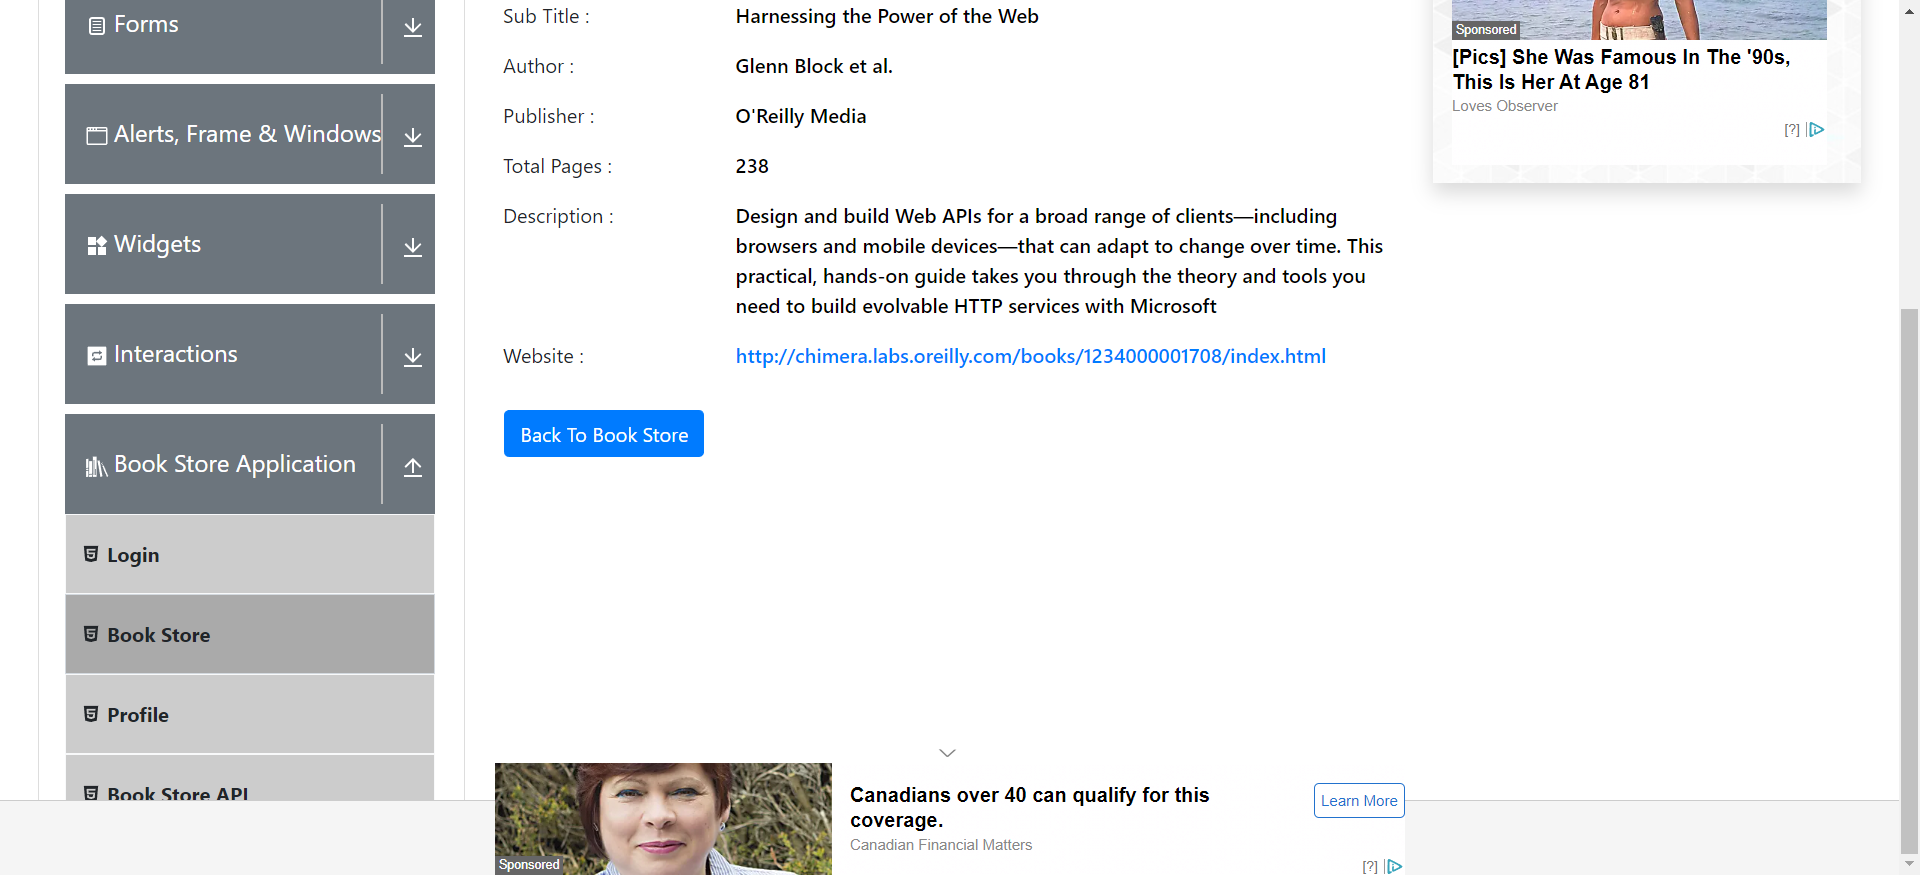 Forms
Alerts, Frame & Windows
Widgets
Interactions
Book Store Application
Login
Book Store
Profile
Book Store API
Sub Title : Harnessing the Power of the Web
Author : Glenn Block et al.
Publisher : O'Reilly Media
Total Pages : 238
Description : Design and build Web APIs for a broad range of clients—including
browsers and mobile devices—that can adapt to change over time. This
practical, hands-on guide takes you through the theory and tools you
need to build evolvable HTTP services with Microsoft
Website : http://chimera.labs.oreilly.com/books/1234000001708/index.html
Back To Book Store
Sponsored
[Pics] She Was Famous In The '90s,
This Is Her At Age 81
Loves Observer
[?]
Sponsored
Canadians over 40 can qualify for this
coverage.
Canadian Financial Matters
Learn More
[?]